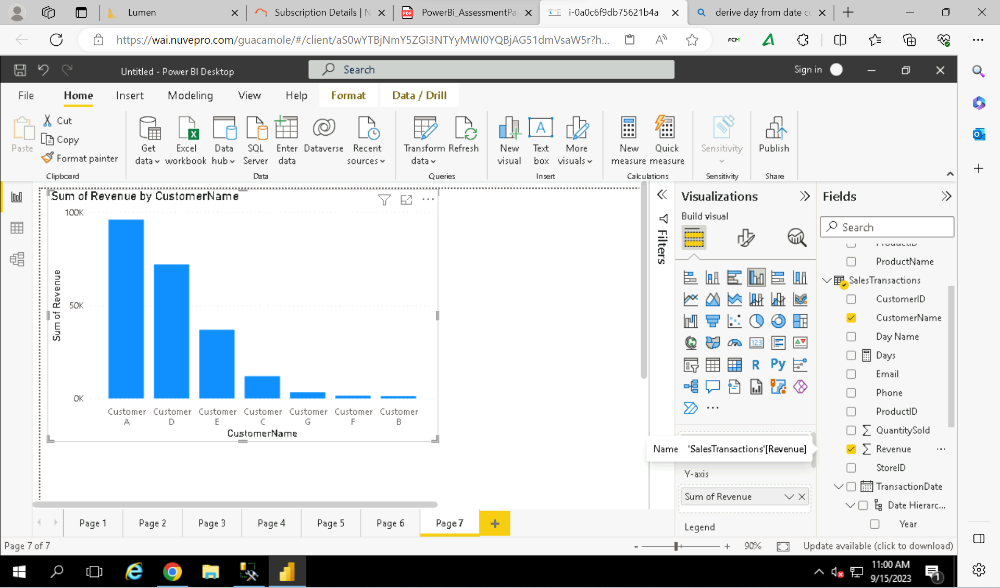 Lumen
Subscription Details | N
PowerBi_AssessmentPa
i-0a0c6f9db75621b4a
derive day from date co
https://wai.nuvepro.com/guacamole/#/client/aS0wYTBjNmY5ZGI3NTYyMWI0YQBjAG51dmVsaW5r?h...
FCM
Untitled - Power BI Desktop
Search
Sign in
File
Home
Insert
Modeling
View
Help
Format
Data / Drill
Paste
Cut
Copy
Format painter
Clipboard
Get data
Excel workbook
Data hub
SQL Server
Enter data
Dataverse
Recent sources
Data
Transform data
Refresh
Queries
New visual
Text box
More visuals
Insert
New measure
Quick measure
Calculations
Sensitivity
Sensitivity
Publish
Share
Sum of Revenue by CustomerName
100K
50K
0K
Sum of Revenue
Customer A
Customer D
Customer E
Customer C
Customer G
Customer F
Customer B
CustomerName
Filters
Visualizations
Build visual
123
R
Py
Name 'SalesTransactions'[Revenue]
Y-axis
Sum of Revenue
Legend
Fields
Search
ProductID
ProductName
SalesTransactions
CustomerID
CustomerName
Day Name
Days
Email
Phone
ProductID
QuantitySold
Revenue
StoreID
TransactionDate
Date Hierarc...
Year
Page 1
Page 2
Page 3
Page 4
Page 5
Page 6
Page 7
Page 7 of 7
- + 90%
Update available (click to download)
11:00 AM
9/15/2023
1